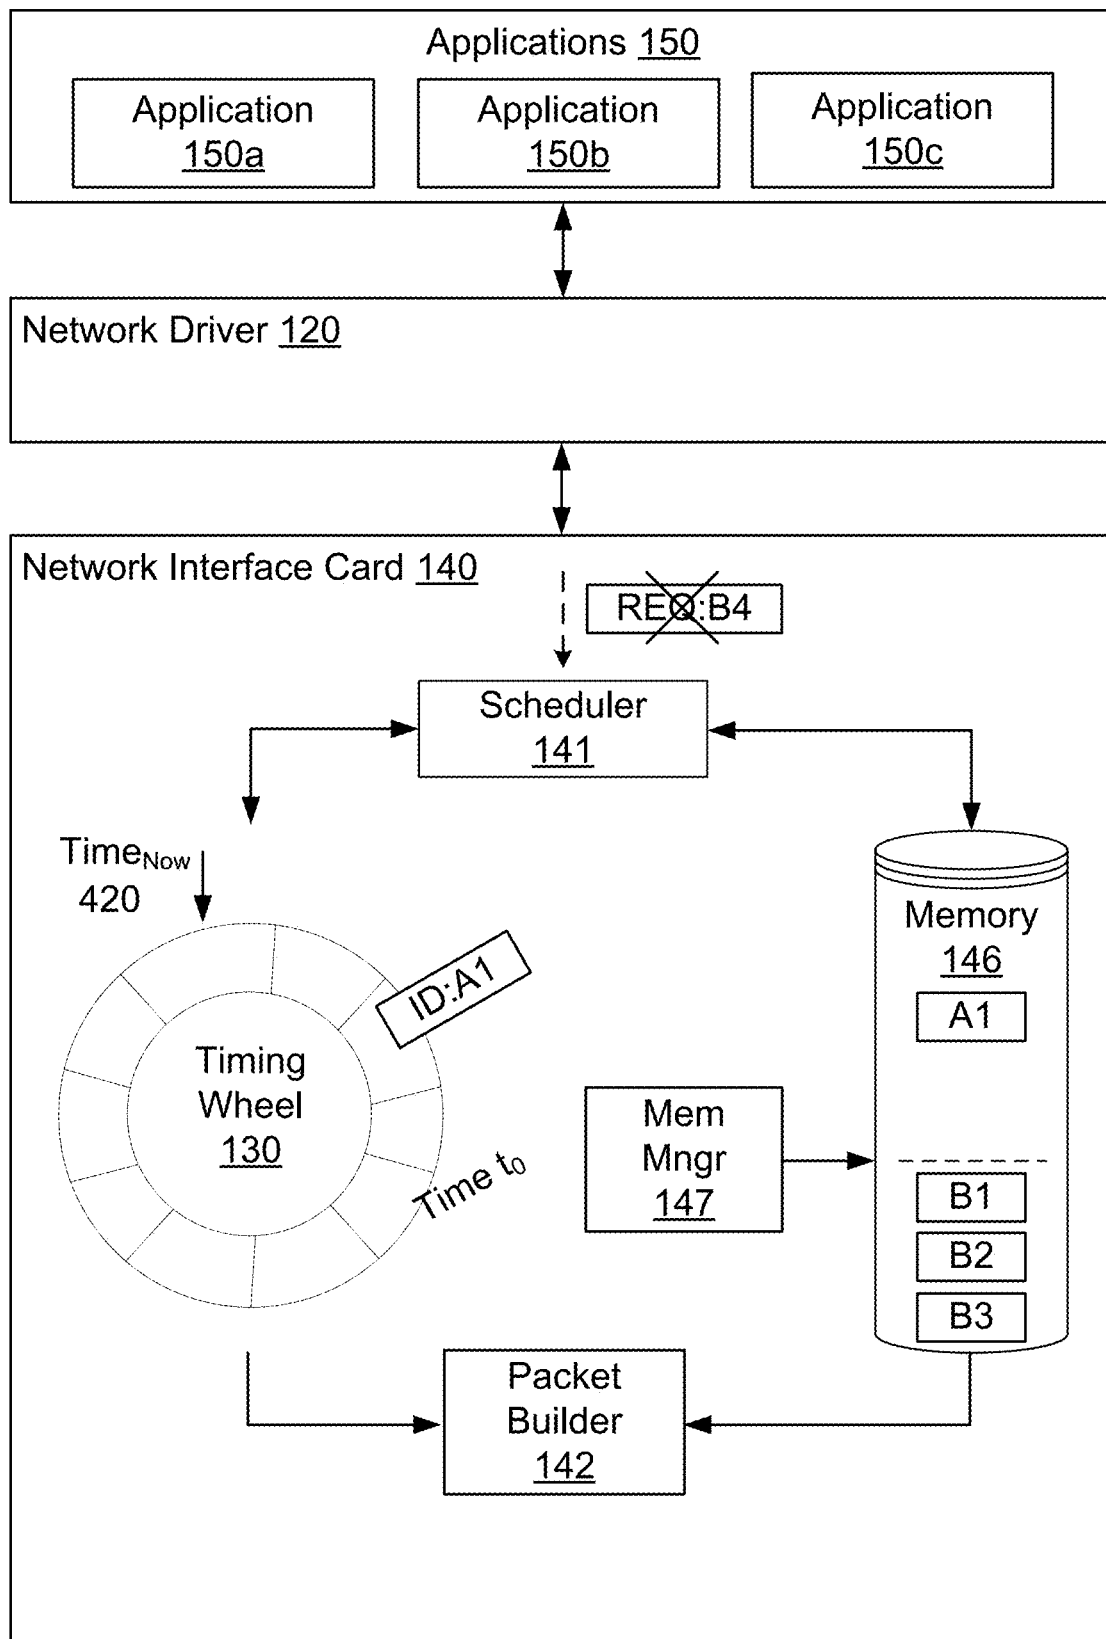 Applications 150
Application
150a
Application
150b
Application
150c
Network Driver 120
Network Interface Card 140
REQ:B4
Scheduler
141
Time Now
420
ID:A1
Timing
Wheel
130
Time t0
Memory
146
A1
Mem
Mngr
147
B1
B2
B3
Packet
Builder
142